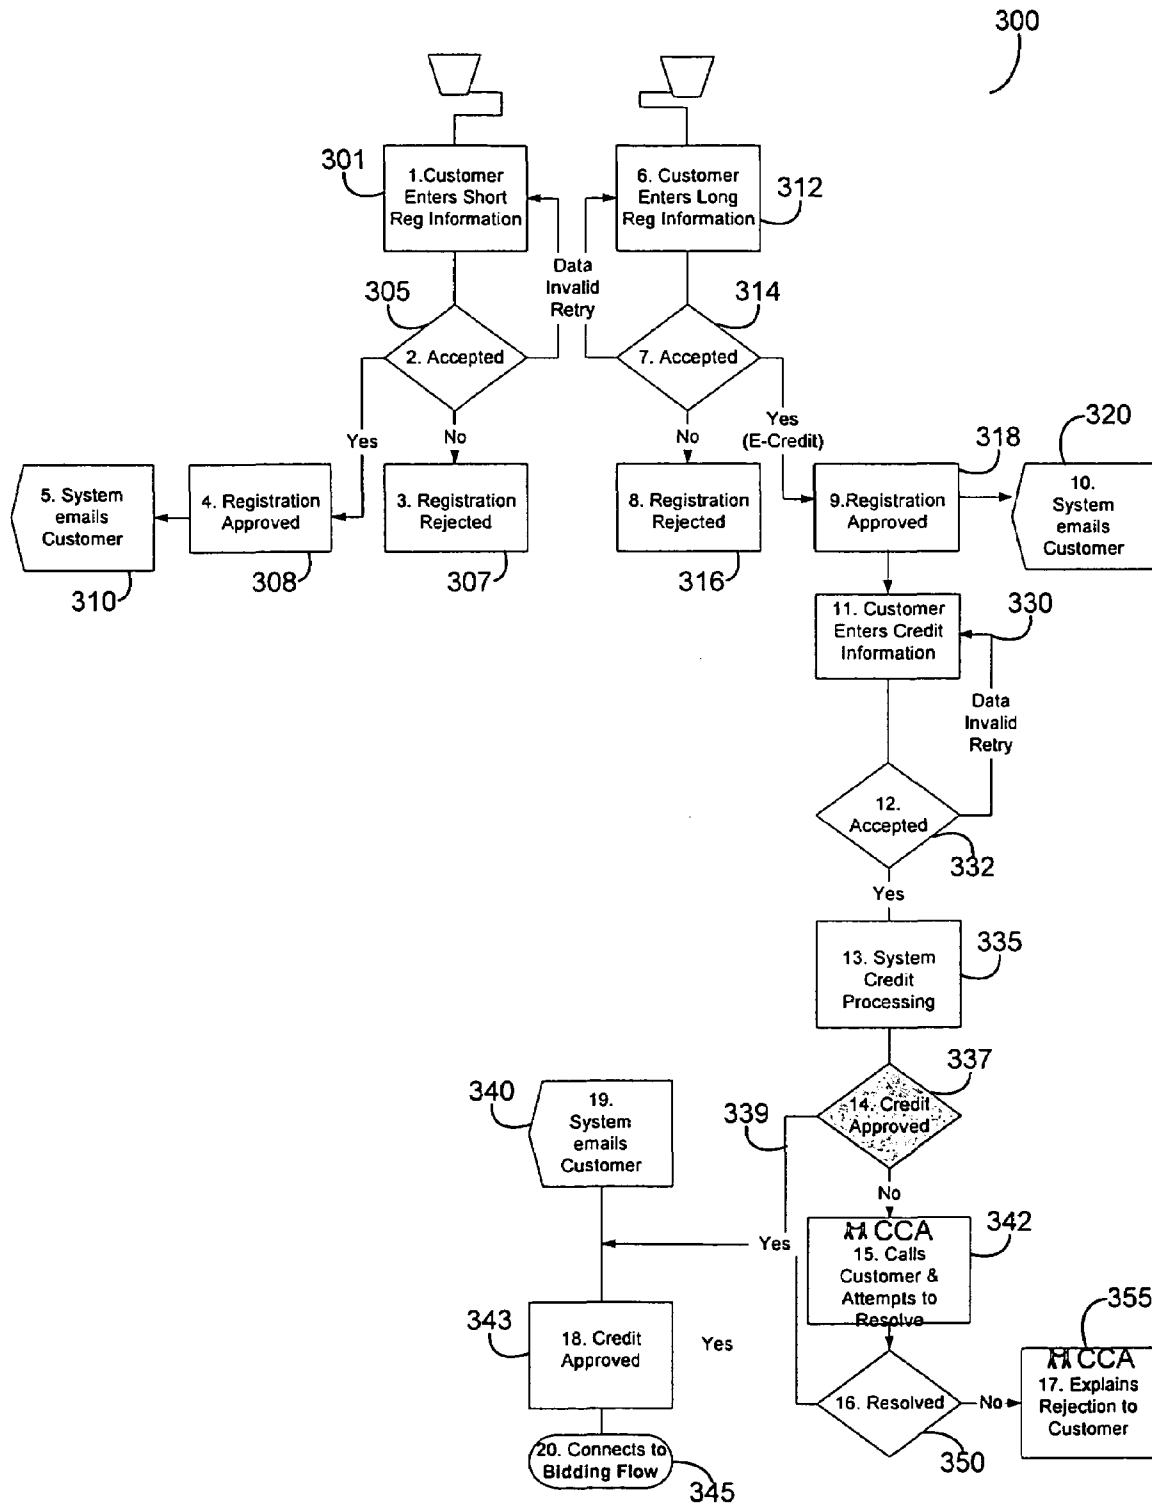 300
301
1.Customer
Enters Short
Reg Information
6. Customer
Enters Long
Reg Information
312
Data
Invalid
Retry
305
2. Accepted
314
7. Accepted
Yes
No
No
Yes
(E-Credit)
318
320
5. System
emails
Customer
4. Registration
Approved
3. Registration
Rejected
8. Registration
Rejected
9.Registration
Approved
10.
System
emails
Customer
310
308
307
316
11. Customer
Enters Credit
Information
330
Data
Invalid
Retry
12.
Accepted
332
Yes
13. System
Credit
Processing
335
337
14. Credit
Approved
339
340
19.
System
emails
Customer
No
Yes
CCA
15. Calls
Customer &
Attempts to
Resolve
342
343
18. Credit
Approved
Yes
16. Resolved
No
350
355
CCA
17. Explains
Rejection to
Customer
20. Connects to
Bidding Flow
345